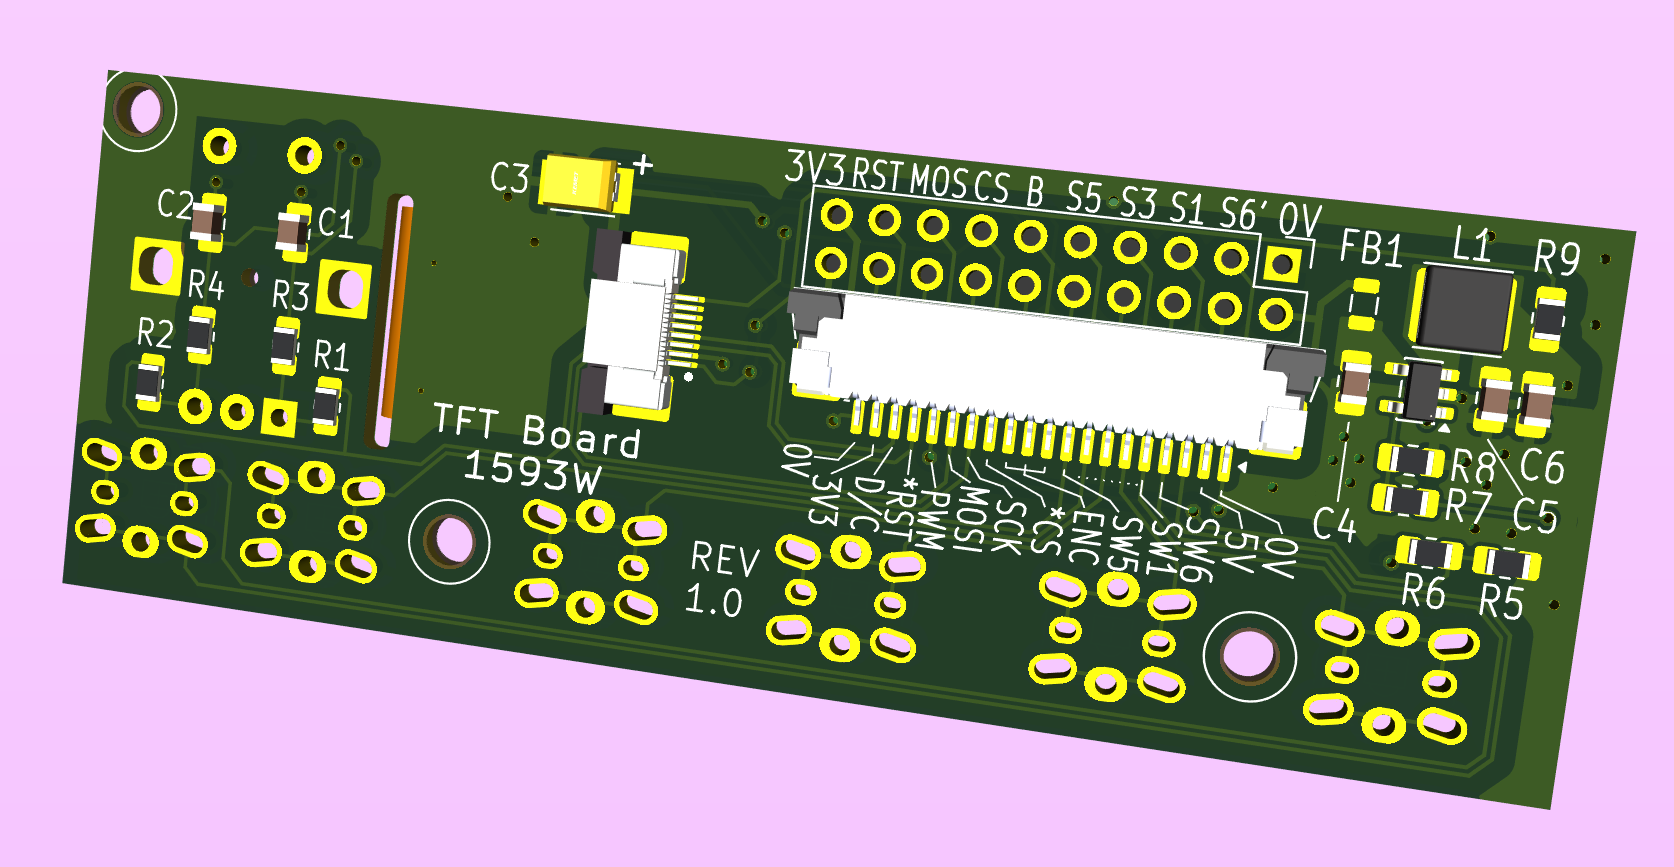 3V3 RST MOS CS B S5 S3 S1 S6' 0V
C3 +
C2
C1
FB1
L1
R9
R4
R3
R2
R1
TFT Board
1593W
0V
3V3
D/C
*RST
PWM
MOSI
SCK
*CS
ENC
SW5
SW1
SW6
5V
0V
R8
C6
R7
C5
C4
R6
R5
REV
1.0